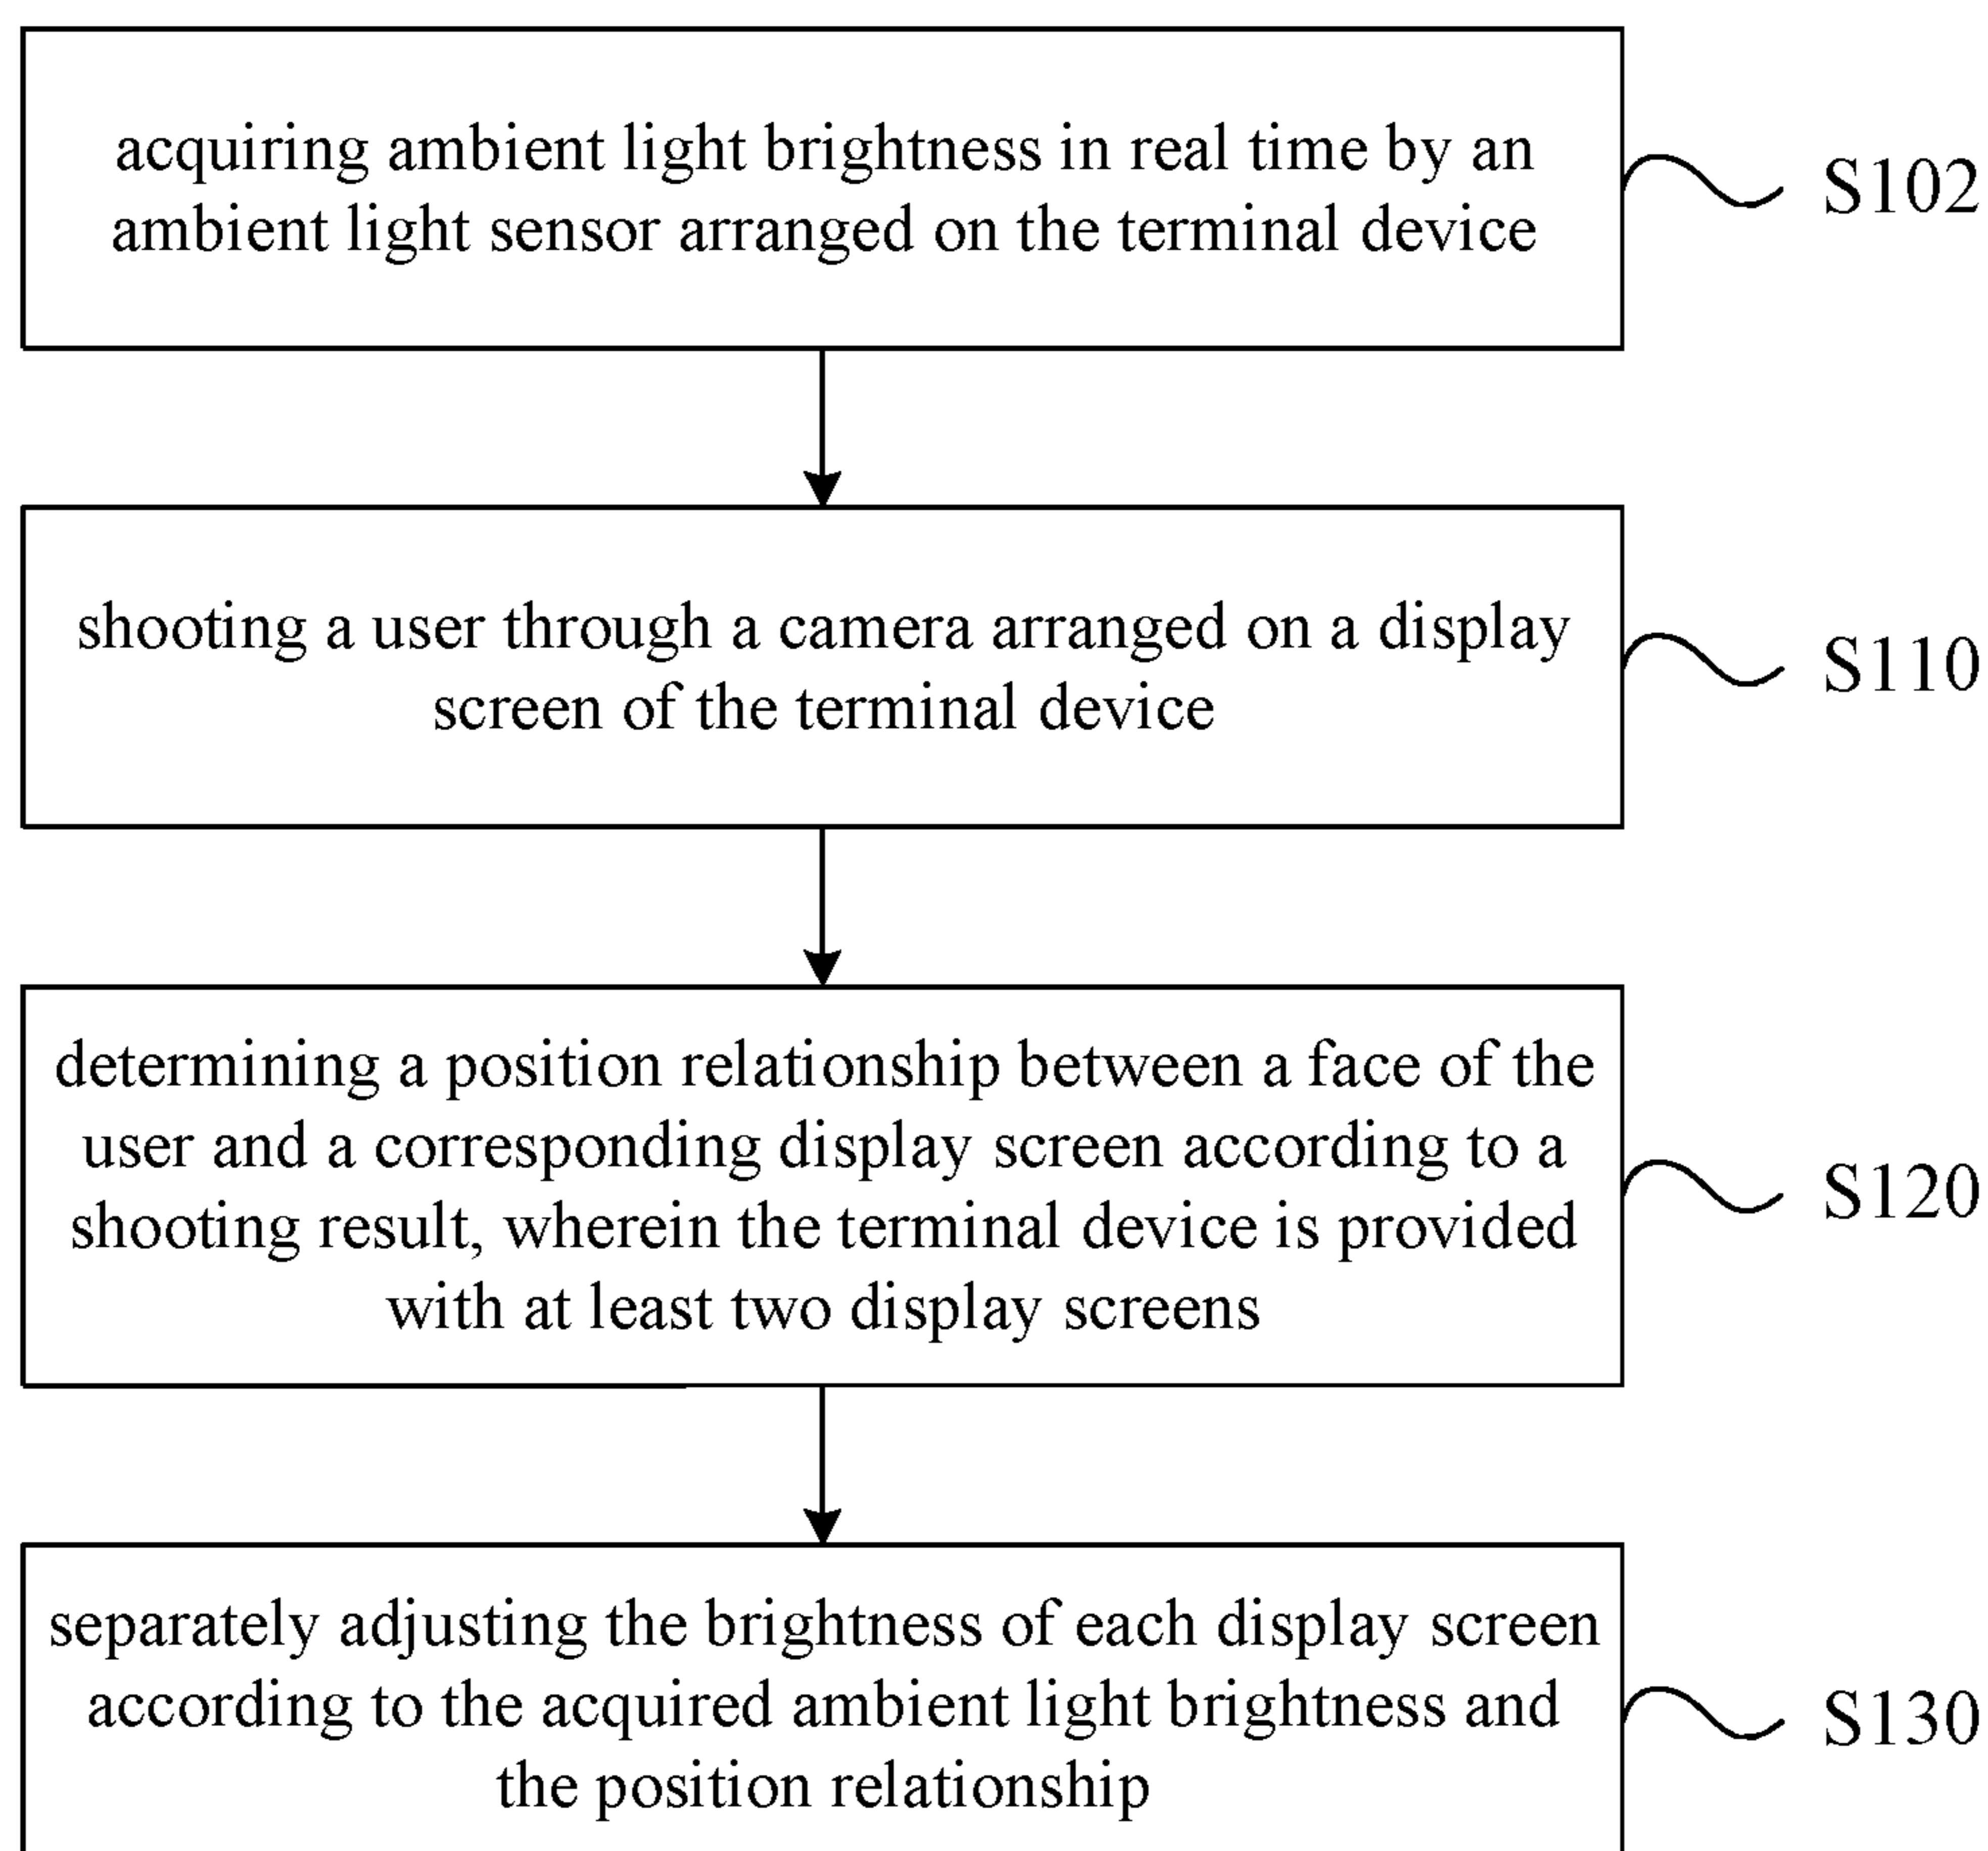 acquiring ambient light brightness in real time by an
ambient light sensor arranged on the terminal device
S102
shooting a user through a camera arranged on a display
screen of the terminal device
S110
determining a position relationship between a face of the
user and a corresponding display screen according to a
shooting result, wherein the terminal device is provided
with at least two display screens
S120
separately adjusting the brightness of each display screen
according to the acquired ambient light brightness and
the position relationship
S130